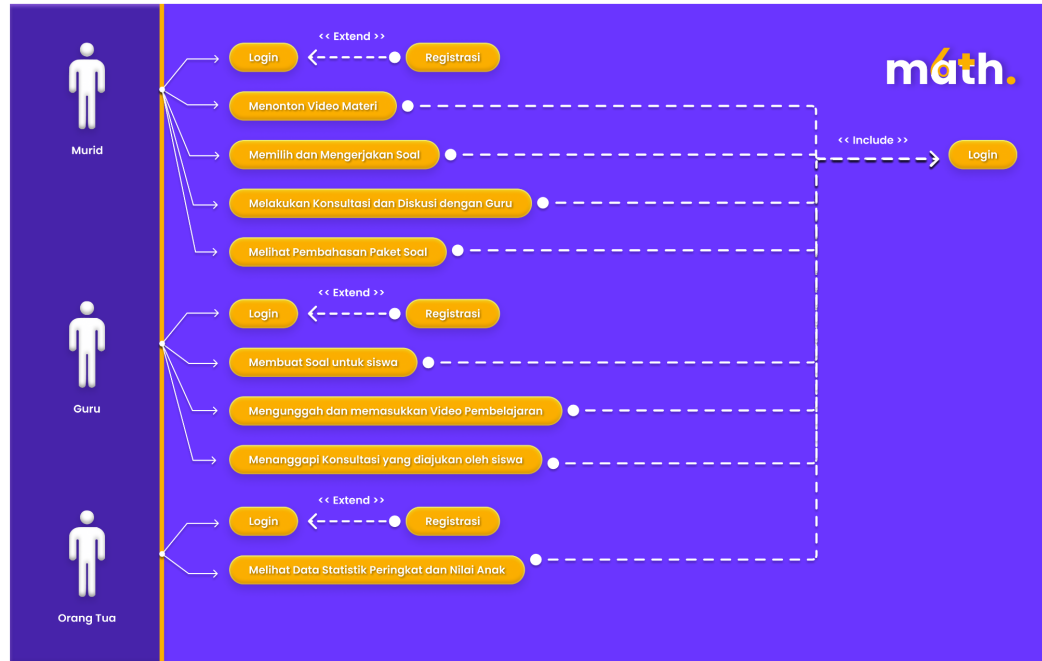 << Extend >>
Login
Registrasi
math.
Menonton Video Materi
Murid
<< Include >>
Memilih dan Mengerjakan Soal
Login
Melakukan Konsultasi dan Diskusi dengan Guru
Melihat Pembahasan Paket Soal
<< Extend >>
Login
Registrasi
Membuat Soal untuk siswa
Guru
Mengunggah dan memasukkan Video Pembelajaran
Menanggapi Konsultasi yang diajukan oleh siswa
<< Extend >>
Login
Registrasi
Melihat Data Statistik Peringkat dan Nilai Anak
Orang Tua